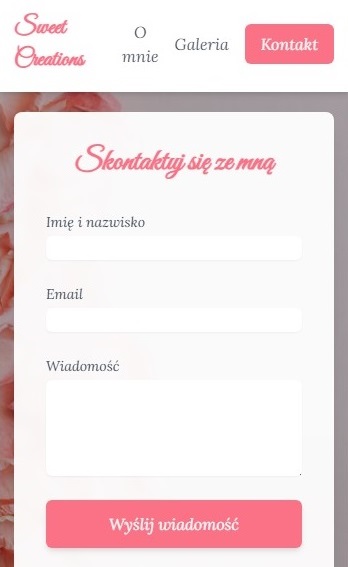 Sweet
Creations
O
mnie
Galeria
Kontakt
Skontaktuj się ze mną
Imię i nazwisko
Email
Wiadomość
Wyślij wiadomość